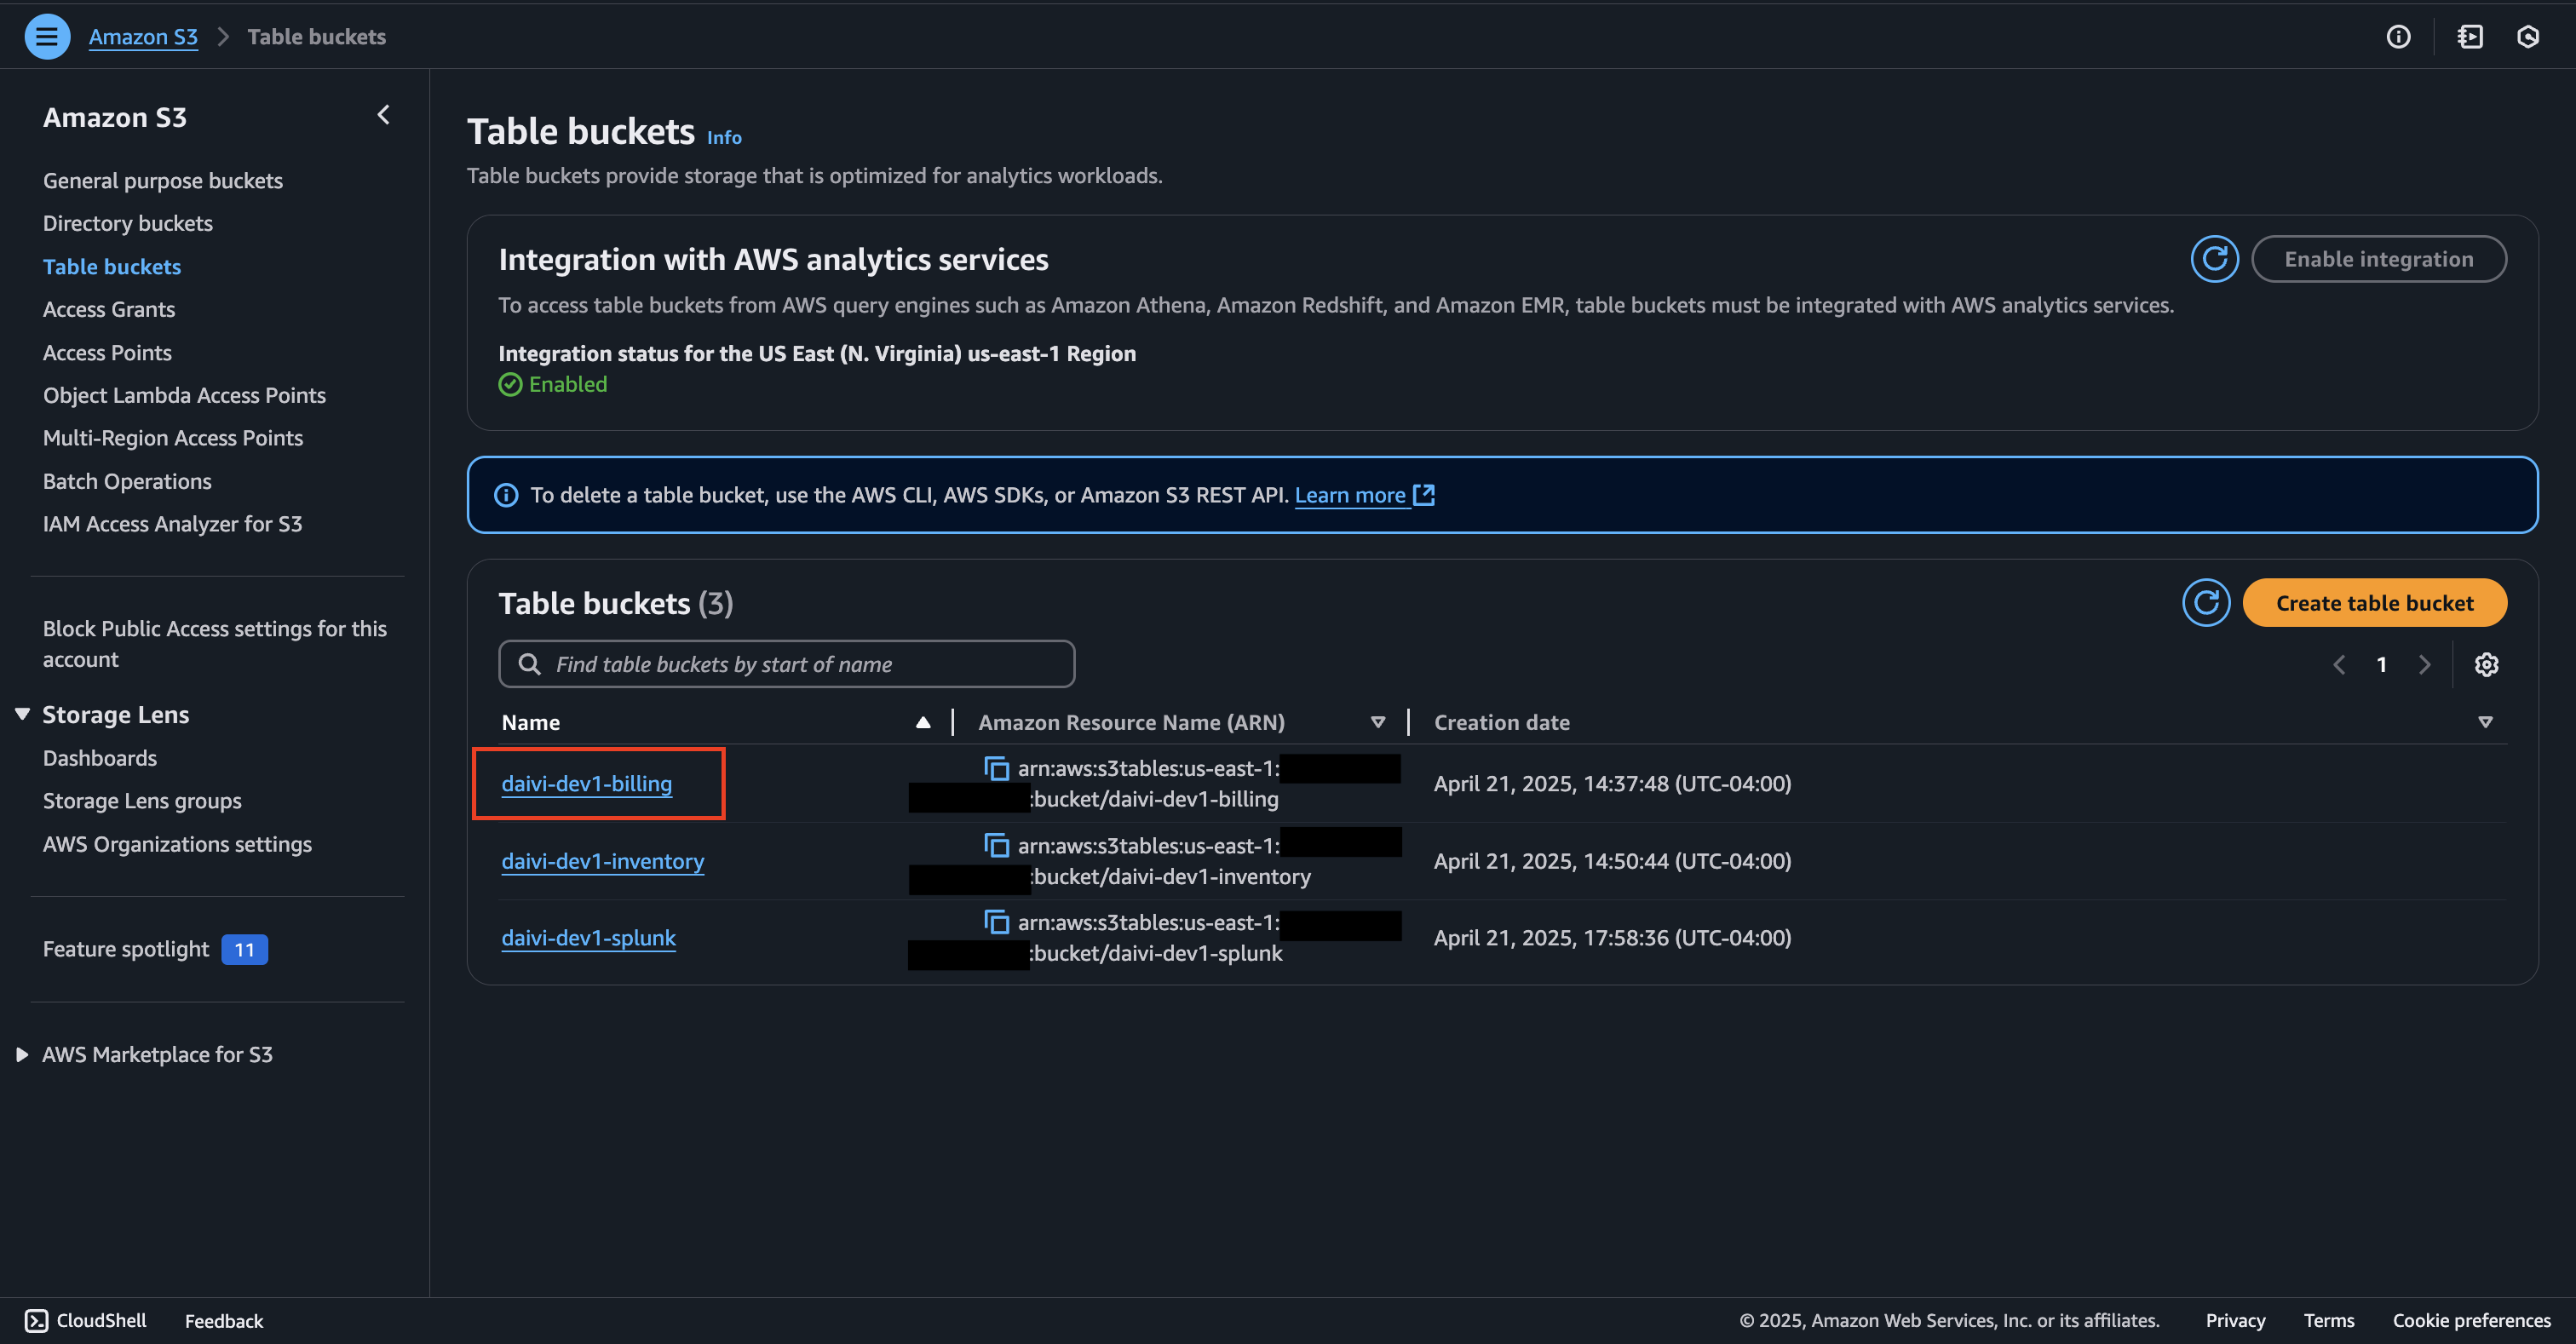 Amazon S3 > Table buckets
Amazon S3
General purpose buckets
Directory buckets
Table buckets
Access Grants
Access Points
Object Lambda Access Points
Multi-Region Access Points
Batch Operations
IAM Access Analyzer for S3
Block Public Access settings for this
account
Storage Lens
Dashboards
Storage Lens groups
AWS Organizations settings
Feature spotlight 11
AWS Marketplace for S3
Table buckets Info
Table buckets provide storage that is optimized for analytics workloads.
Integration with AWS analytics services
Enable integration
To access table buckets from AWS query engines such as Amazon Athena, Amazon Redshift, and Amazon EMR, table buckets must be integrated with AWS analytics services.
Integration status for the US East (N. Virginia) us-east-1 Region
Enabled
To delete a table bucket, use the AWS CLI, AWS SDKs, or Amazon S3 REST API. Learn more
Table buckets (3)
Create table bucket
Find table buckets by start of name
1
Name Amazon Resource Name (ARN) Creation date
daivi-dev1-billing arn:aws:s3tables:us-east-1: April 21, 2025, 14:37:48 (UTC-04:00)
:bucket/daivi-dev1-billing
daivi-dev1-inventory arn:aws:s3tables:us-east-1: April 21, 2025, 14:50:44 (UTC-04:00)
:bucket/daivi-dev1-inventory
daivi-dev1-splunk arn:aws:s3tables:us-east-1: April 21, 2025, 17:58:36 (UTC-04:00)
:bucket/daivi-dev1-splunk
CloudShell Feedback © 2025, Amazon Web Services, Inc. or its affiliates. Privacy Terms Cookie preferences